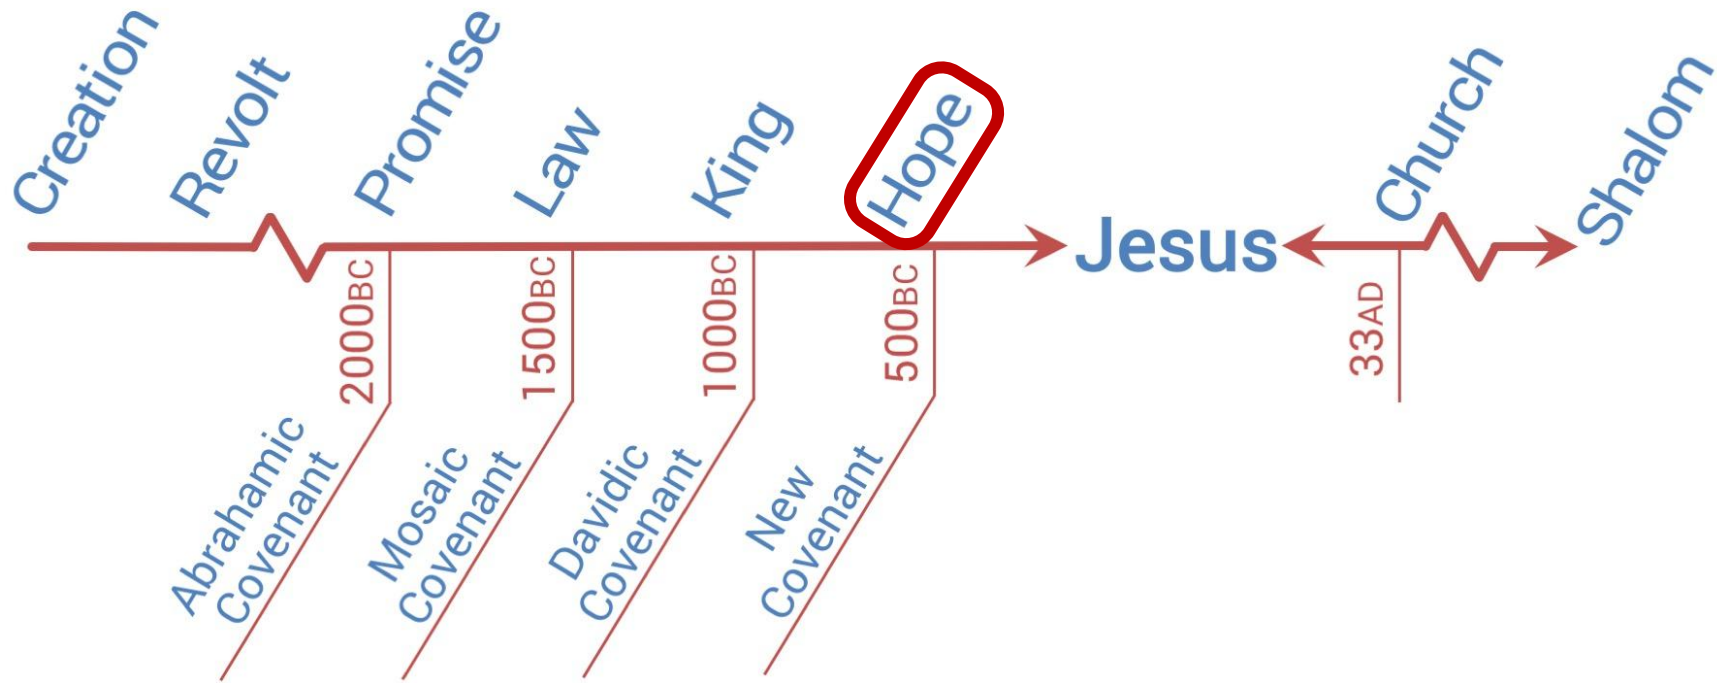 Creation
Revolt
Promise
Law
King
Hope
Jesus
Church
Shalom
2000BC
1500BC
1000BC
500BC
33AD
Abrahamic
Covenant
Mosaic
Covenant
Davidic
Covenant
New
Covenant